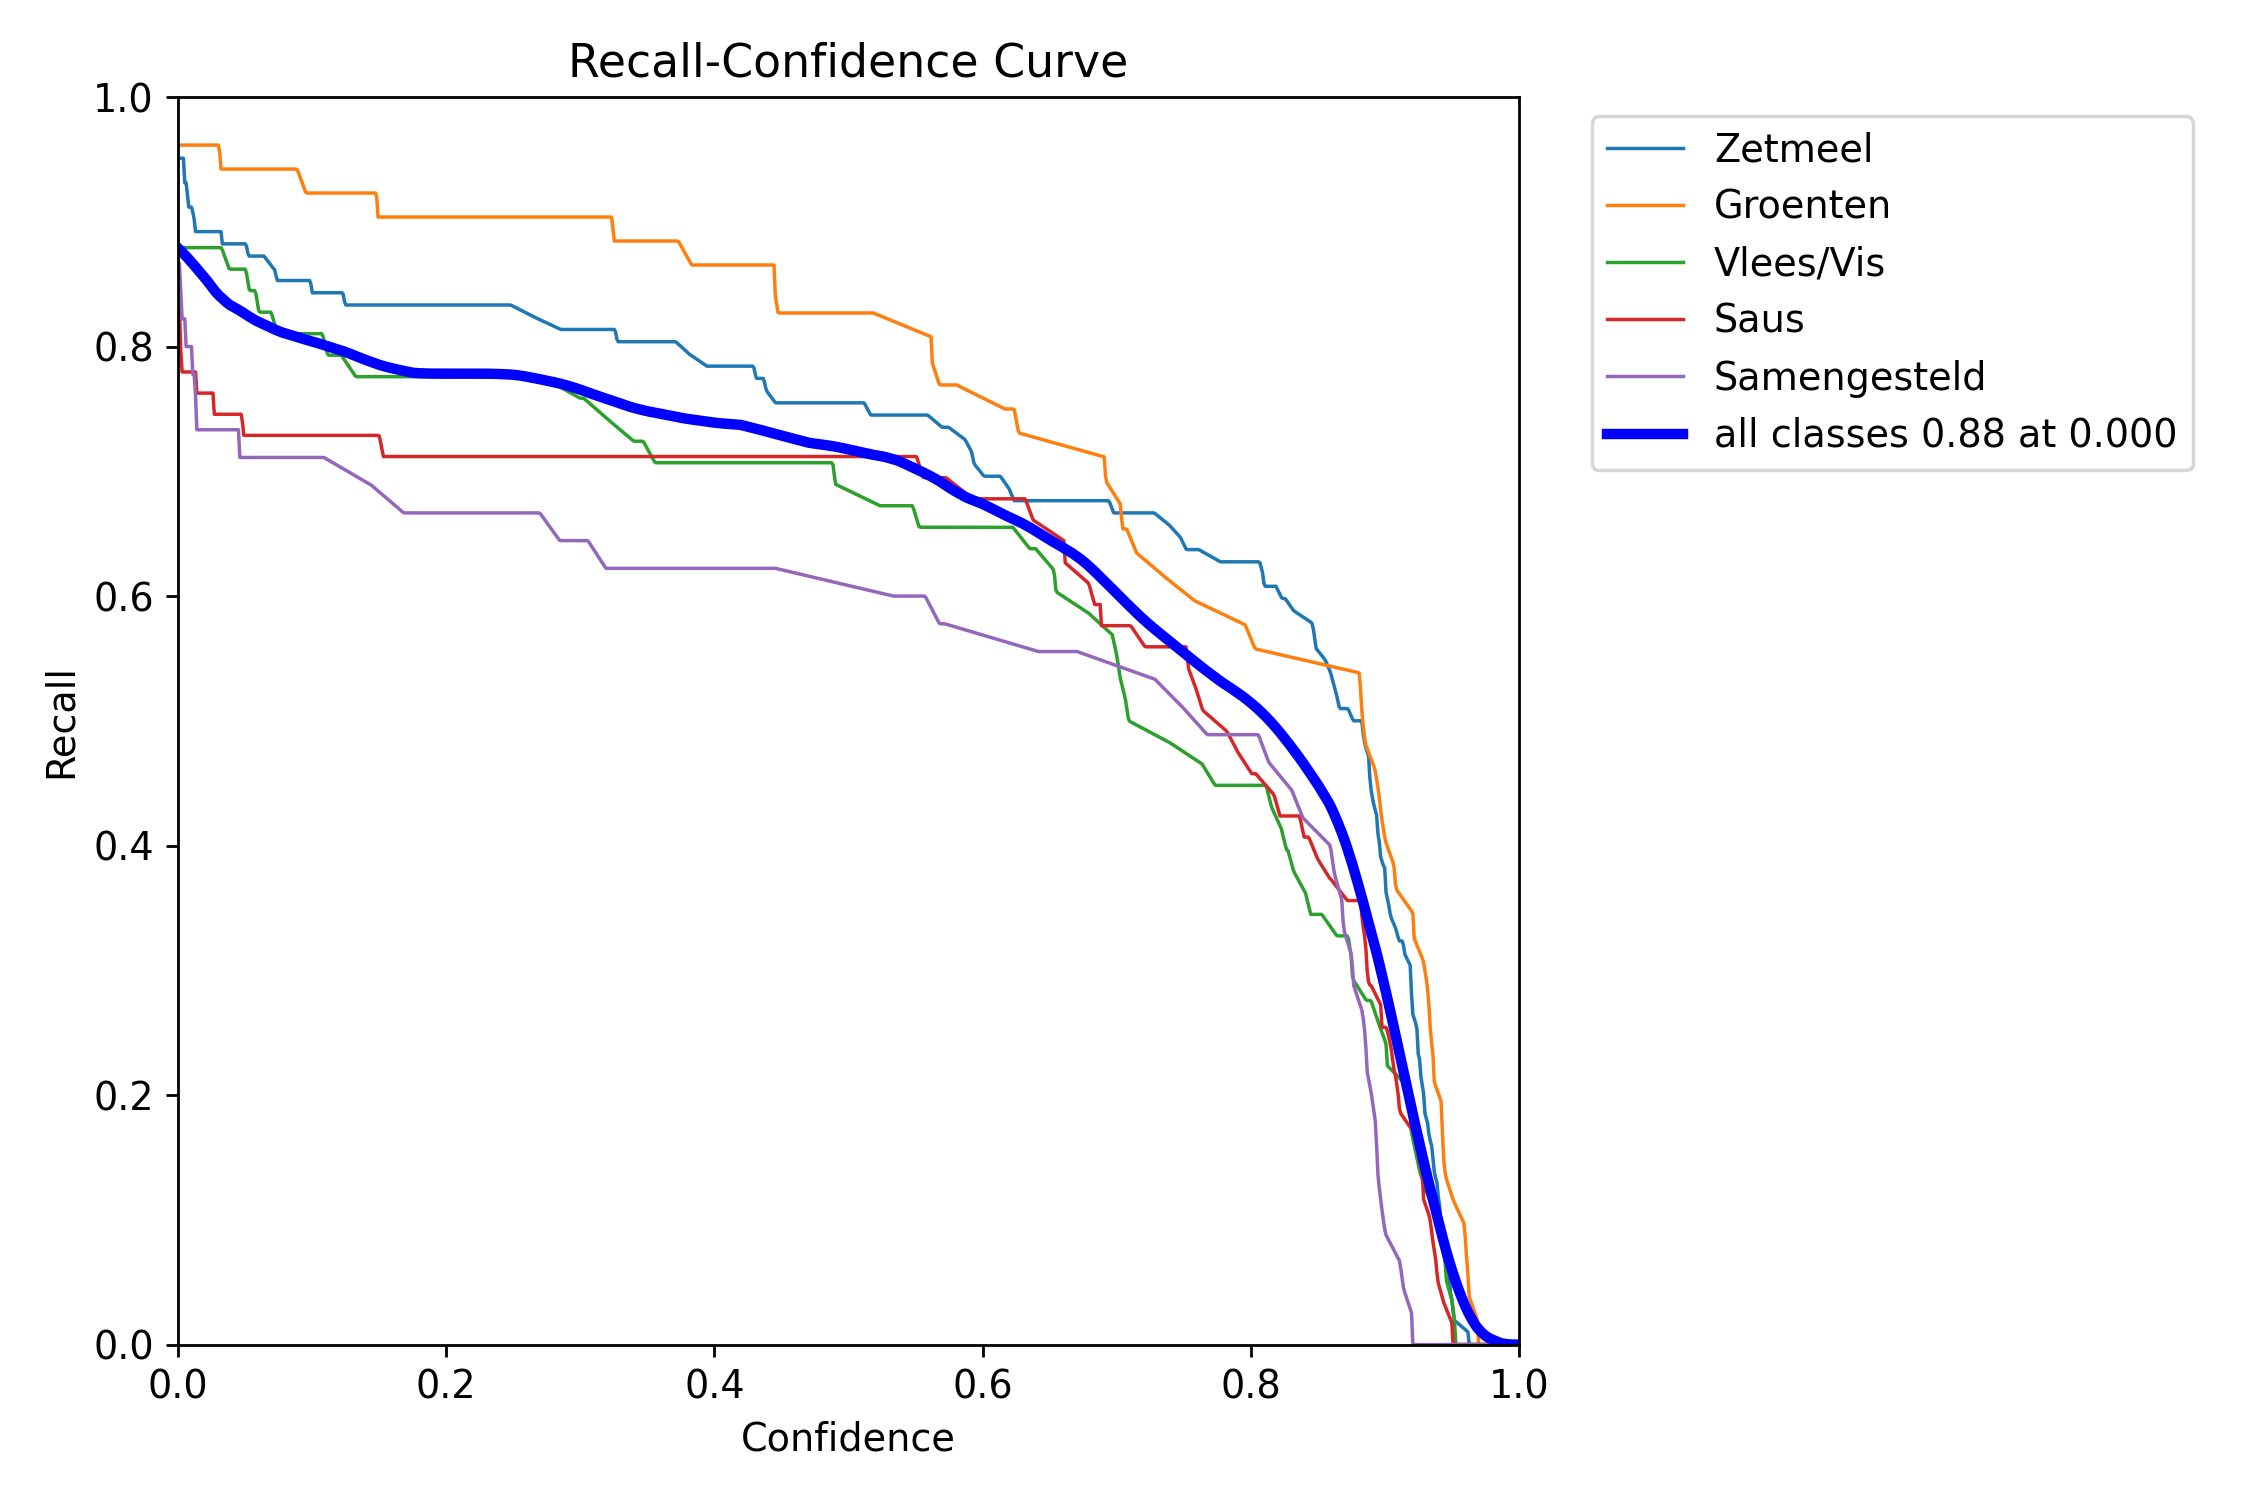 Recall-Confidence Curve
1.0
0.8
0.6
0.4
0.2
0.0
Recall
0.0 0.2 0.4 0.6 0.8 1.0
Confidence
Zetmeel
Groenten
Vlees/Vis
Saus
Samengesteld
all classes 0.88 at 0.000